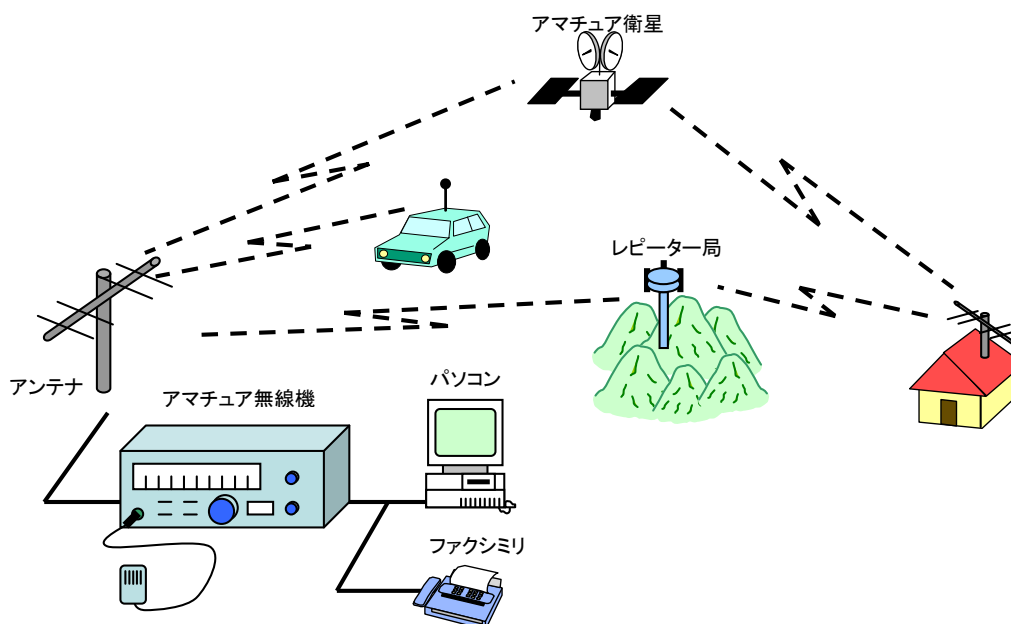 アマチュア衛星
レピーター局
アンテナ
アマチュア無線機
パソコン
ファクシミリ